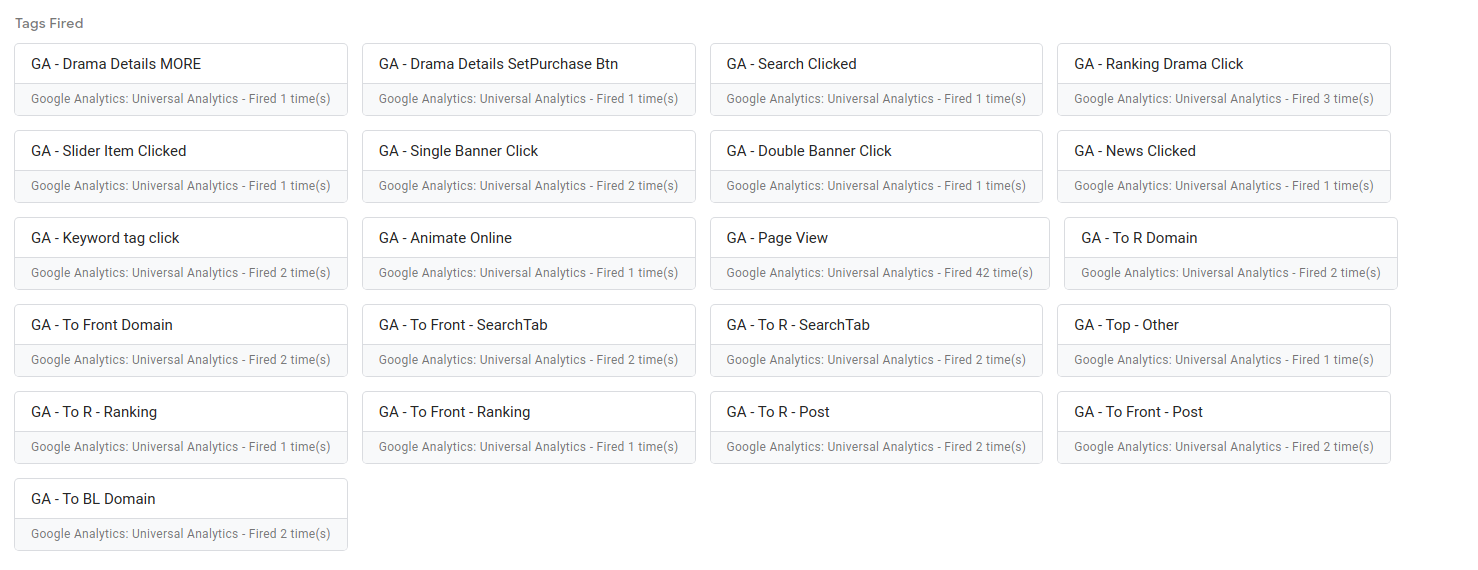 Tags Fired
GA - Drama Details MORE
Google Analytics: Universal Analytics - Fired 1 time(s)
GA - Drama Details SetPurchase Btn
Google Analytics: Universal Analytics - Fired 1 time(s)
GA - Search Clicked
Google Analytics: Universal Analytics - Fired 1 time(s)
GA - Ranking Drama Click
Google Analytics: Universal Analytics - Fired 3 time(s)
GA - Slider Item Clicked
Google Analytics: Universal Analytics - Fired 1 time(s)
GA - Single Banner Click
Google Analytics: Universal Analytics - Fired 2 time(s)
GA - Double Banner Click
Google Analytics: Universal Analytics - Fired 1 time(s)
GA - News Clicked
Google Analytics: Universal Analytics - Fired 1 time(s)
GA - Keyword tag click
Google Analytics: Universal Analytics - Fired 2 time(s)
GA - Animate Online
Google Analytics: Universal Analytics - Fired 1 time(s)
GA - Page View
Google Analytics: Universal Analytics - Fired 42 time(s)
GA - To R Domain
Google Analytics: Universal Analytics - Fired 2 time(s)
GA - To Front Domain
Google Analytics: Universal Analytics - Fired 2 time(s)
GA - To Front - SearchTab
Google Analytics: Universal Analytics - Fired 2 time(s)
GA - To R - SearchTab
Google Analytics: Universal Analytics - Fired 2 time(s)
GA - Top - Other
Google Analytics: Universal Analytics - Fired 1 time(s)
GA - To R - Ranking
Google Analytics: Universal Analytics - Fired 1 time(s)
GA - To Front - Ranking
Google Analytics: Universal Analytics - Fired 1 time(s)
GA - To R - Post
Google Analytics: Universal Analytics - Fired 2 time(s)
GA - To Front - Post
Google Analytics: Universal Analytics - Fired 2 time(s)
GA - To BL Domain
Google Analytics: Universal Analytics - Fired 2 time(s)